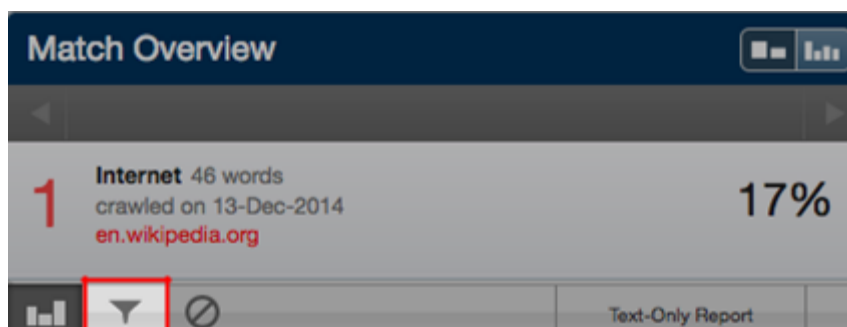 Match Overview
1
Internet 46 words
crawled on 13-Dec-2014
en.wikipedia.org
17%
Text-Only Report